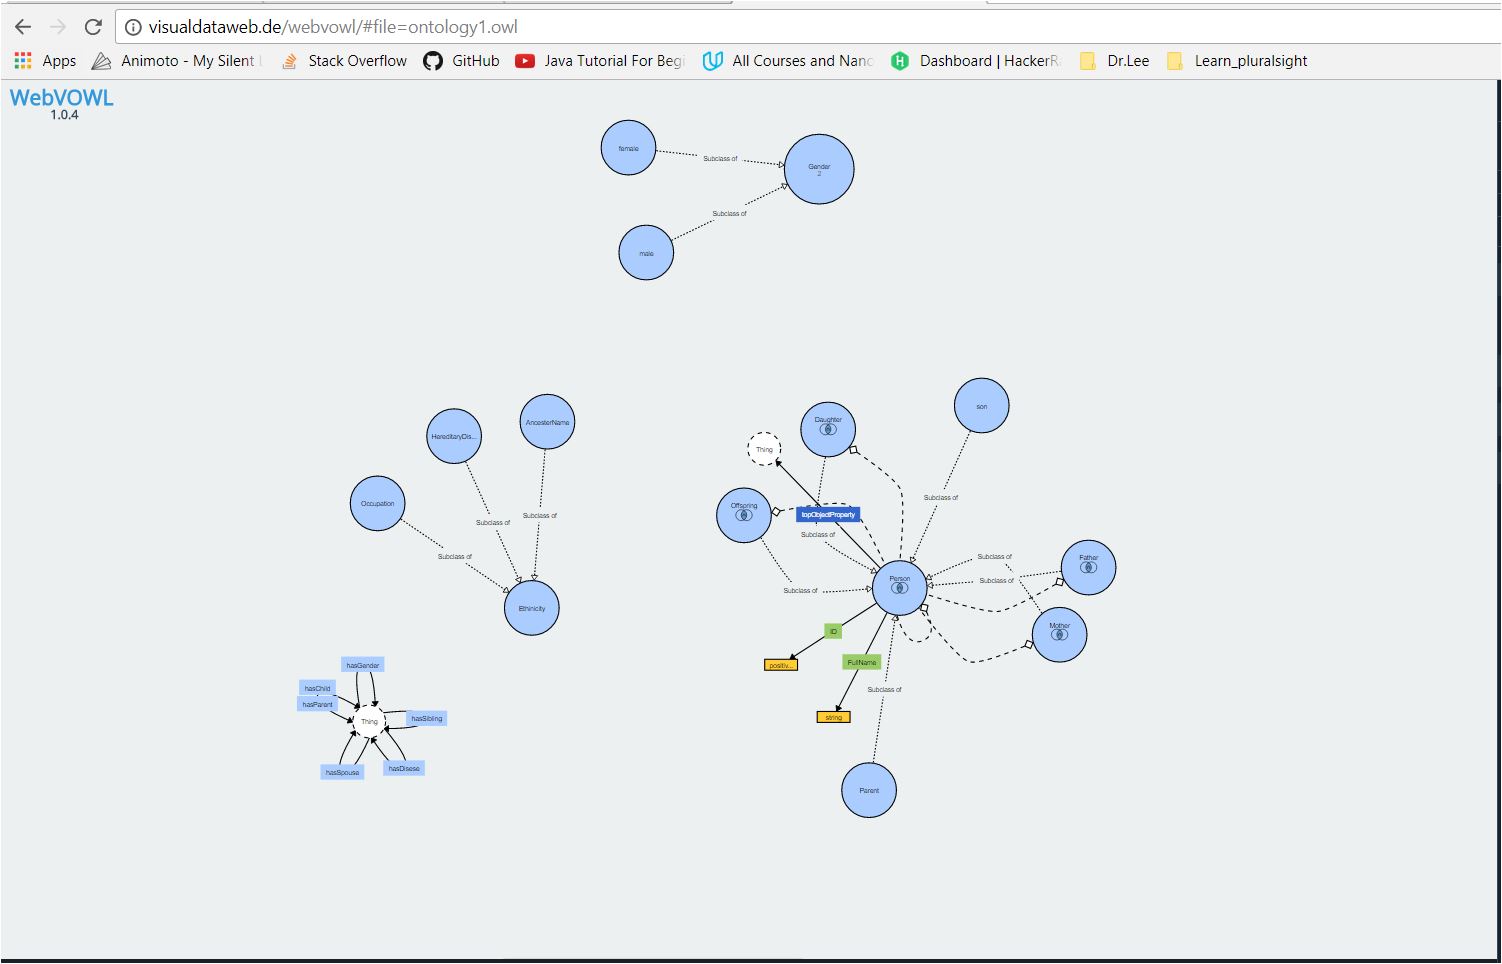 visualdataweb.de/webvowl/#file=ontology1.owl
Apps
Animoto - My Silent
Stack Overflow
GitHub
Java Tutorial For Begi
All Courses and Nano
Dashboard | HackerR
Dr.Lee
Learn_pluralsight
WebVOWL
1.0.4
female
Subclass of
Gender
2
Subclass of
male
HereditaryDis...
AncesterName
Occupation
Subclass of
Subclass of
Subclass of
Ethinicity
Daughter
son
Thing
Offspring
topObjectProperty
Subclass of
Subclass of
Subclass of
Father
Subclass of
Person
Subclass of
Mother
ID
positiv...
FullName
Subclass of
string
Parent
hasGender
hasChild
hasParent
Thing
hasSibling
hasSpouse
hasDisese